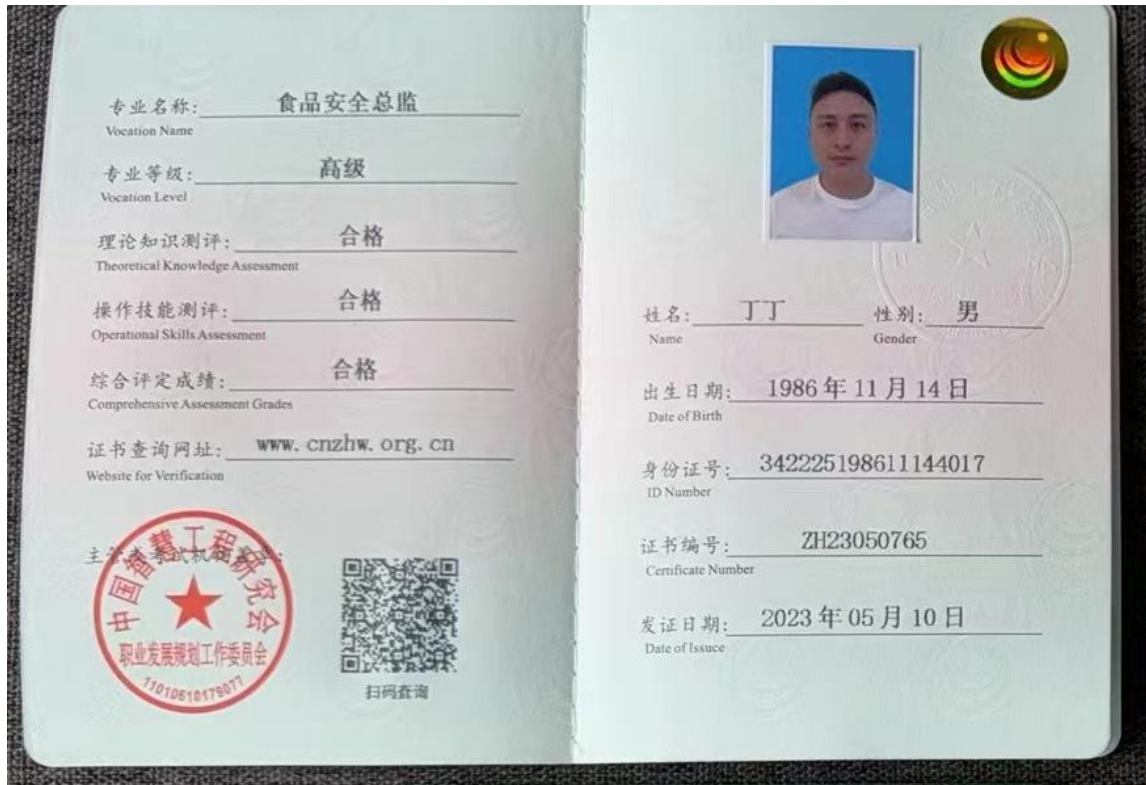 专业名称: 食品安全总监
Vocation Name
专业等级: 高级
Vocation Level
理论知识测评: 合格
Theoretical Knowledge Assessment
操作技能测评: 合格
Operational Skills Assessment
综合评定成绩: 合格
Comprehensive Assessment Grades
证书查询网址: www.cnzhw.org.cn
Website for Verification
中国智慧工程研究会
职业发展规划工作委员会
11010610179077
扫码查询
姓名: 丁丁 性别: 男
Name Gender
出生日期: 1986年11月14日
Date of Birth
身份证号: 342225198611144017
ID Number
证书编号: ZH23050765
Certificate Number
发证日期: 2023年05月10日
Date of Issuce